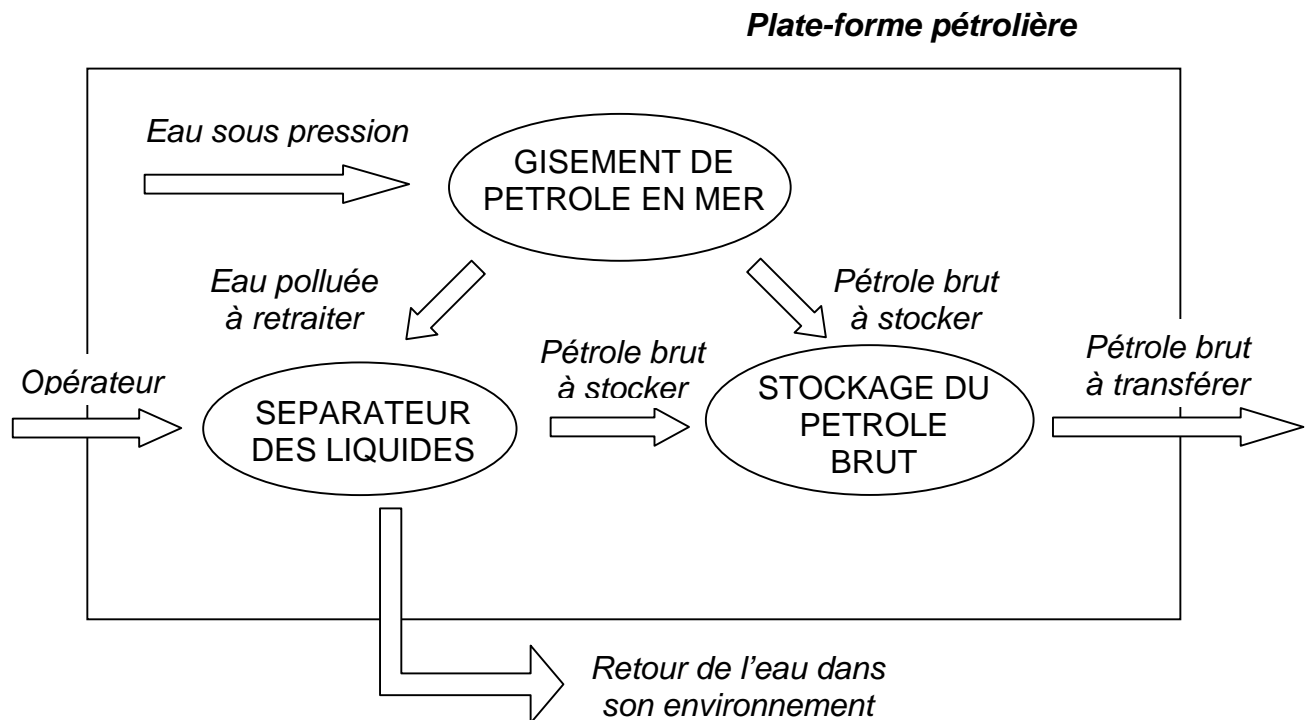 Plate-forme pétrolière
Eau sous pression
GISEMENT DE
PETROLE EN MER
Eau polluée
à retraiter
Pétrole brut
à stocker
Opérateur
SEPARATEUR
DES LIQUIDES
Pétrole brut
à stocker
STOCKAGE DU
PETROLE
BRUT
Pétrole brut
à transférer
Retour de l’eau dans
son environnement